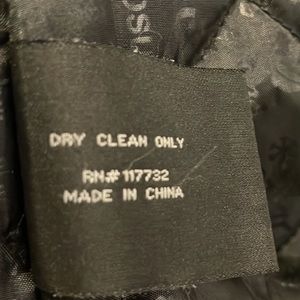 DRY CLEAN ONLY
RN# 117732
MADE IN CHINA